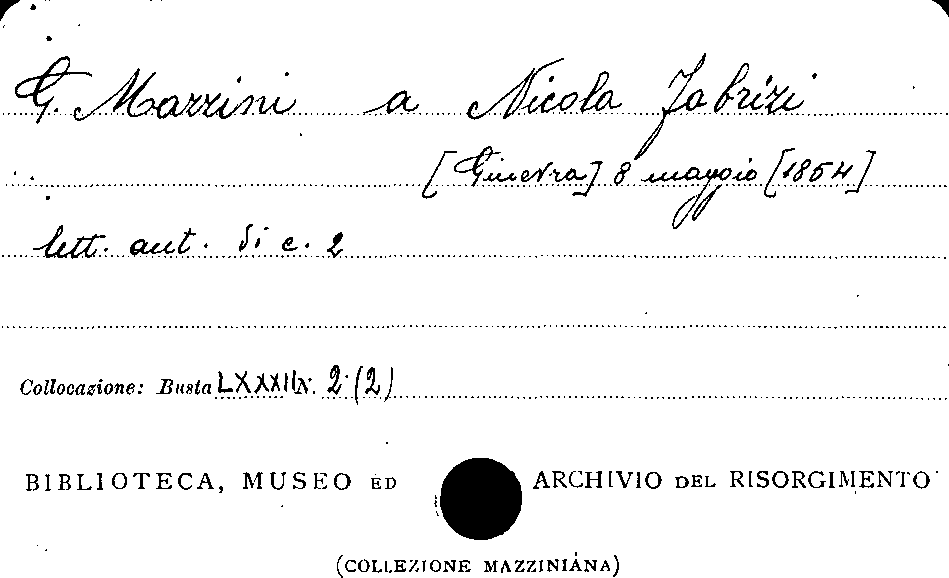 G. Mazzini a Nicola Fabrizi
[Ginevra] 8 maggio [1854]
lett. aut. di c. 2
Collocazione: Busta LXXXII N. 2 (2)
BIBLIOTECA, MUSEO ED ARCHIVIO DEL RISORGIMENTO
(COLLEZIONE MAZZINIANA)